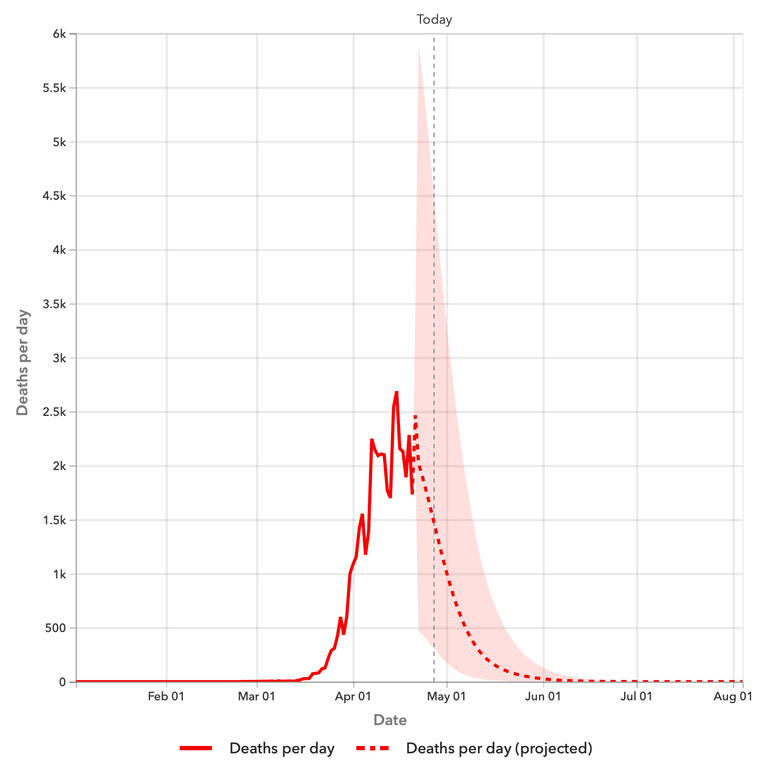 Today
6k
5.5k
5k
4.5k
4k
3.5k
3k
2.5k
2k
1.5k
1k
500
0
Deaths per day
Feb 01
Mar 01
Apr 01
May 01
Jun 01
Jul 01
Aug 01
Date
Deaths per day
Deaths per day (projected)